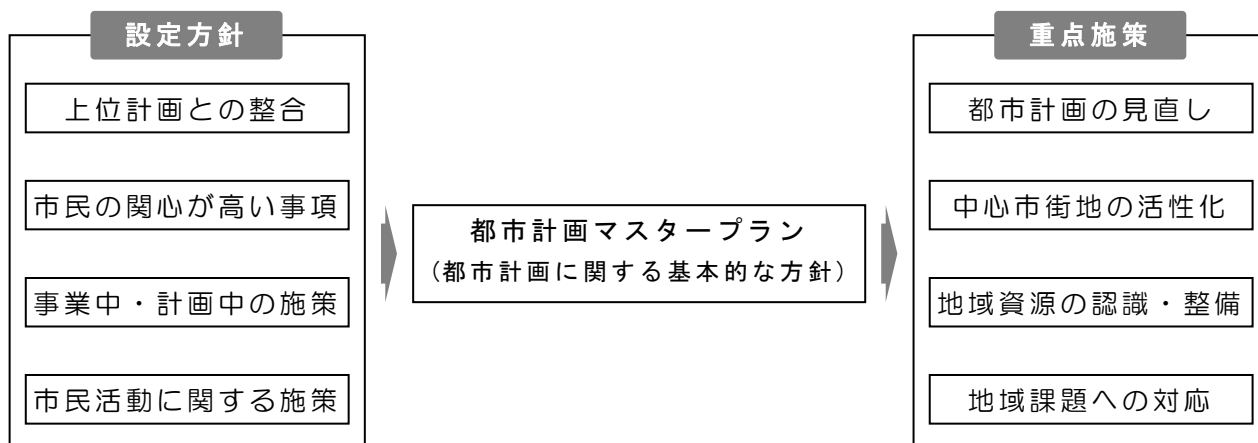 設定方針
上位計画との整合
市民の関心が高い事項
事業中・計画中の施策
市民活動に関する施策
都市計画マスタープラン
（都市計画に関する基本的な方針）
重点施策
都市計画の見直し
中心市街地の活性化
地域資源の認識・整備
地域課題への対応